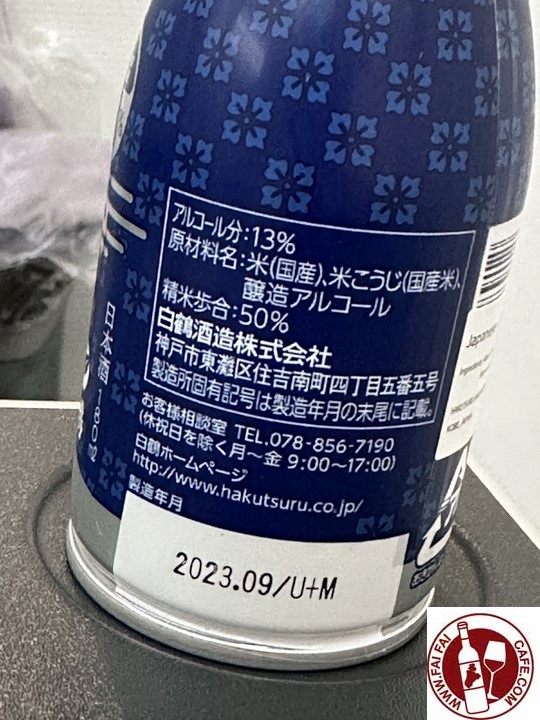 アルコール分:13%
原材料名:米(国産)、米こうじ(国産米)、
醸造アルコール
精米歩合:50%
白鶴酒造株式会社
神戸市東灘区住吉南町四丁目五番五号
製造所固有記号は製造年月の末尾に記載。
お客様相談室 TEL.078-856-7190
(休祝日を除く月〜金 9:00〜17:00)
白鶴ホームページ
http://www.hakutsuru.co.jp/
製造年月
2023.09/U+M
日本酒 180㎖
Japanese
KOBE, JAPAN
WWW.FAI FAI CAFE.COM